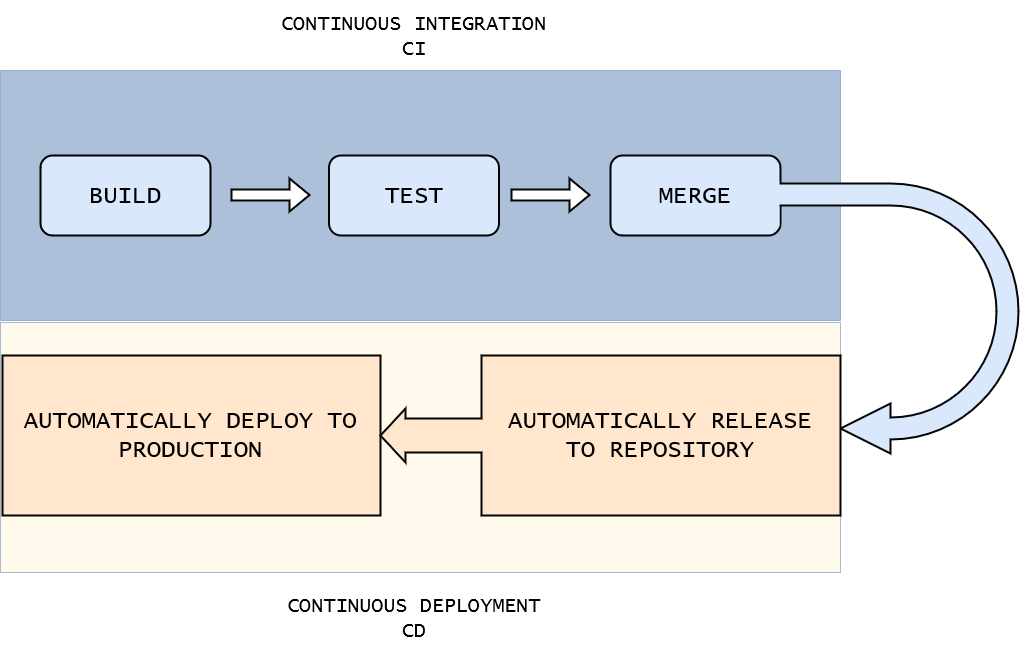 CONTINUOUS INTEGRATION
CI
BUILD
TEST
MERGE
AUTOMATICALLY DEPLOY TO
PRODUCTION
AUTOMATICALLY RELEASE
TO REPOSITORY
CONTINUOUS DEPLOYMENT
CD